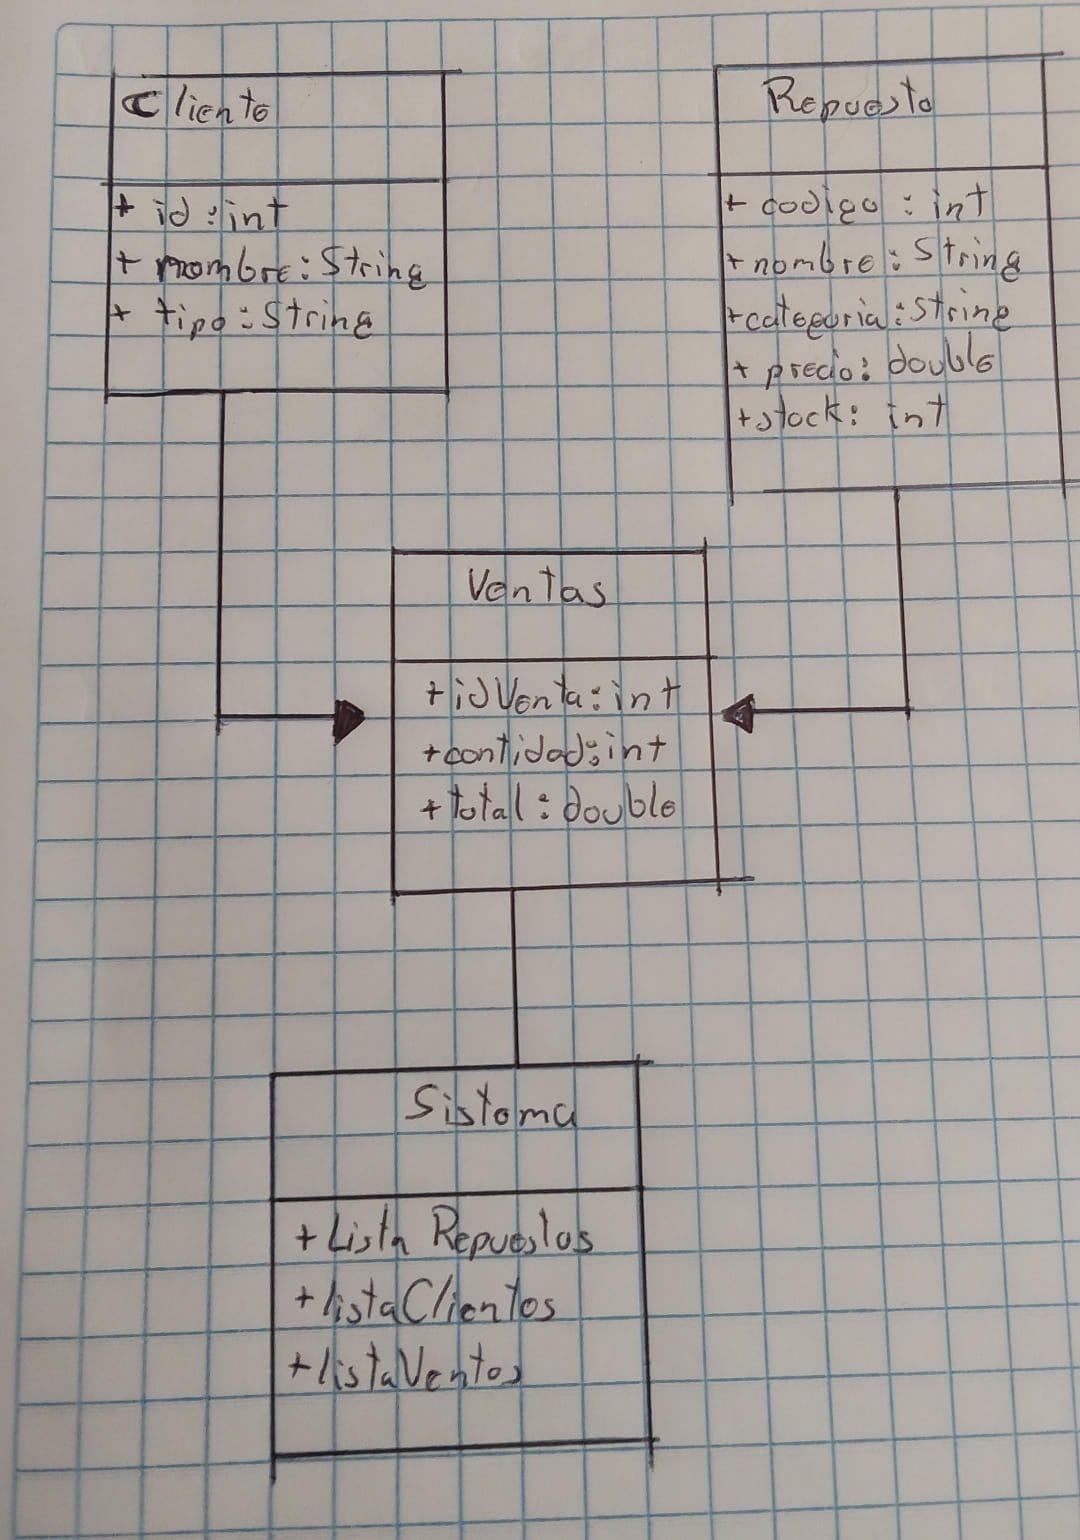 Cliente
+ id : int
+ nombre : String
+ tipo : String
Repuesto
+ codigo : int
+ nombre : String
+ categoria : String
+ precio : double
+ stock : int
Ventas
+ idVenta : int
+ cantidad : int
+ total : double
Sistema
+ Lista Repuestos
+ listaClientes
+ listaVentas